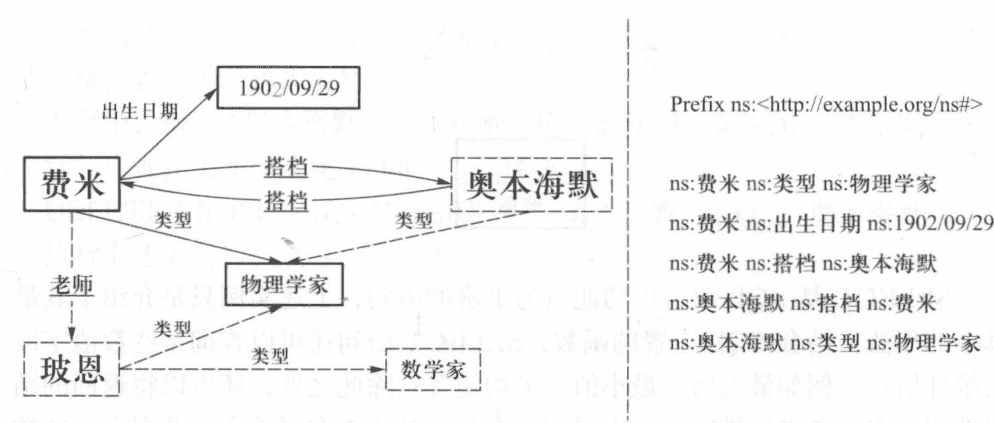 1902/09/29
出生日期
费米
搭档
搭档
奥本海默
类型
类型
物理学家
老师
类型
玻恩
类型
数学家
Prefix ns:<http://example.org/ns#>
ns:费米 ns:类型 ns:物理学家
ns:费米 ns:出生日期 ns:1902/09/29
ns:费米 ns:搭档 ns:奥本海默
ns:奥本海默 ns:搭档 ns:费米
ns:奥本海默 ns:类型 ns:物理学家